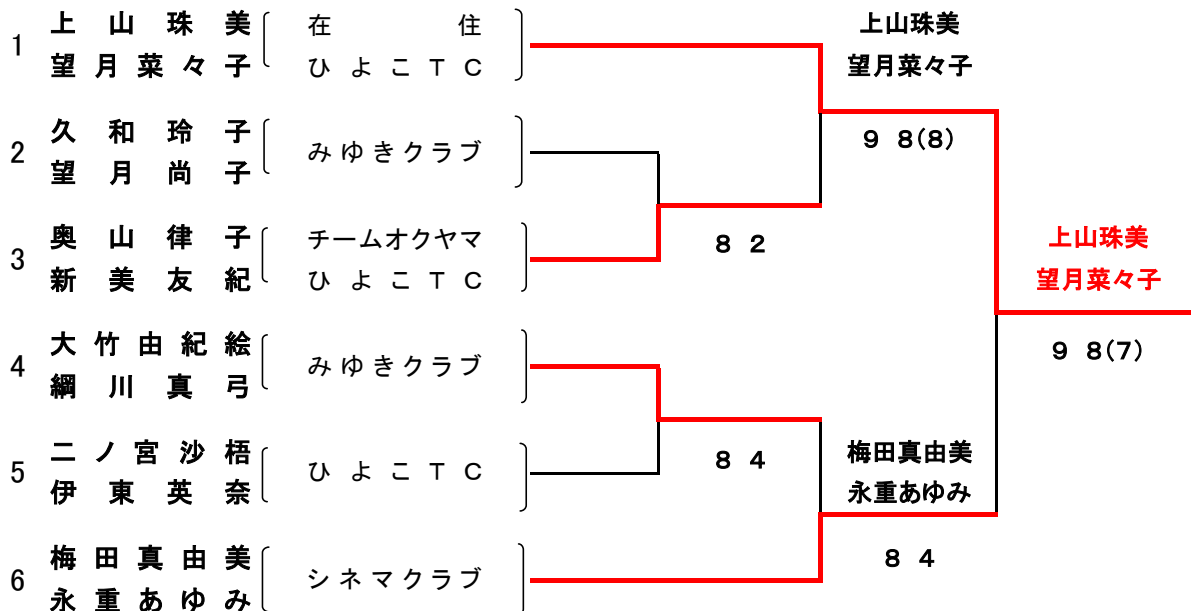 1 上山珠美 在住
望月菜々子 ひよこTC
2 久和玲子 みゆきクラブ
望月尚子
3 奥山律子 チームオクヤマ
新美友紀 ひよこTC
4 大竹由紀絵 みゆきクラブ
綱川真弓
5 二ノ宮沙梧 ひよこTC
伊東英奈
6 梅田真由美 シネマクラブ
永重あゆみ
8 2
8 4
上山珠美
望月菜々子
9 8(8)
梅田真由美
永重あゆみ
8 4
上山珠美
望月菜々子
9 8(7)